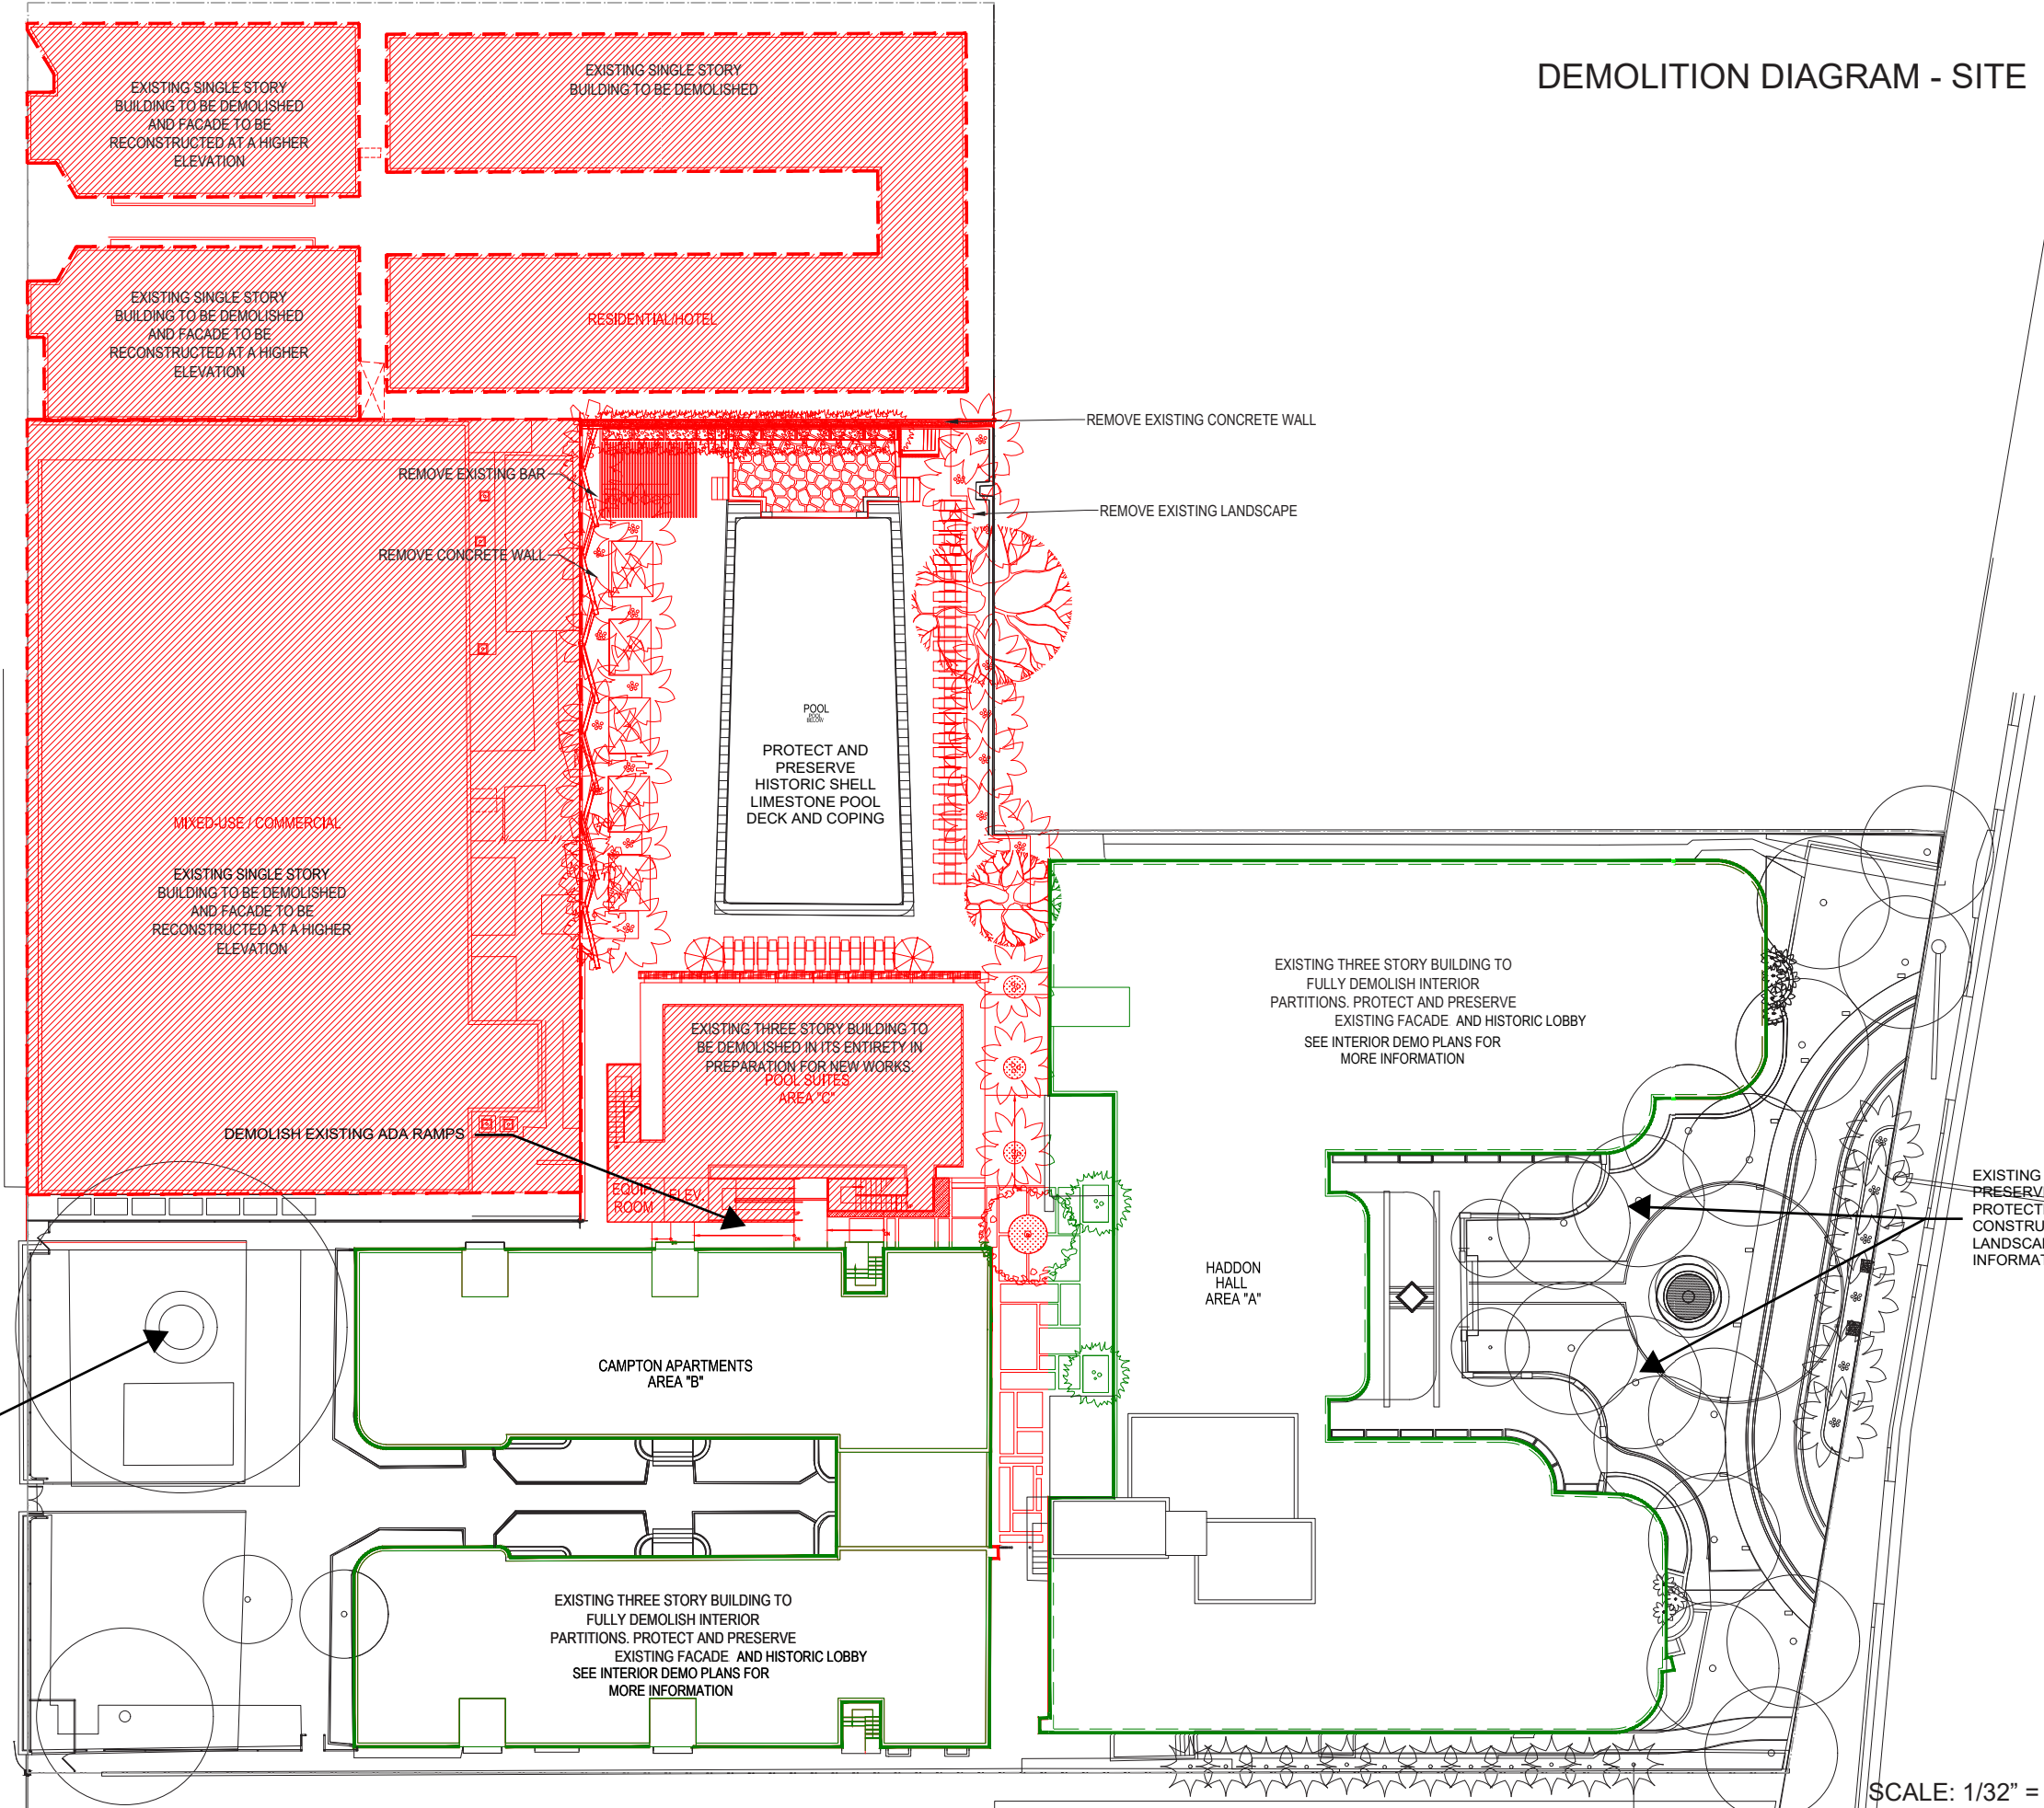 DEMOLITION DIAGRAM - SITE
EXISTING SINGLE STORY
BUILDING TO BE DEMOLISHED
AND FACADE TO BE
RECONSTRUCTED AT A HIGHER
ELEVATION
EXISTING SINGLE STORY
BUILDING TO BE DEMOLISHED
EXISTING SINGLE STORY
BUILDING TO BE DEMOLISHED
AND FACADE TO BE
RECONSTRUCTED AT A HIGHER
ELEVATION
RESIDENTIAL/HOTEL
REMOVE EXISTING CONCRETE WALL
REMOVE EXISTING BAR
REMOVE EXISTING LANDSCAPE
REMOVE CONCRETE WALL
POOL
POOL
BELOW
PROTECT AND
PRESERVE
HISTORIC SHELL
LIMESTONE POOL
DECK AND COPING
MIXED-USE / COMMERCIAL
EXISTING SINGLE STORY
BUILDING TO BE DEMOLISHED
AND FACADE TO BE
RECONSTRUCTED AT A HIGHER
ELEVATION
EXISTING THREE STORY BUILDING TO
FULLY DEMOLISH INTERIOR
PARTITIONS. PROTECT AND PRESERVE
EXISTING FACADE AND HISTORIC LOBBY
SEE INTERIOR DEMO PLANS FOR
MORE INFORMATION
EXISTING THREE STORY BUILDING TO
BE DEMOLISHED IN ITS ENTIRETY IN
PREPARATION FOR NEW WORKS.
POOL SUITES
AREA "C"
DEMOLISH EXISTING ADA RAMPS
EQUIP.
ROOM
ELEV.
EXISTING
PRESERV
PROTECT
CONSTRU
LANDSCA
INFORMAT
HADDON
HALL
AREA "A"
CAMPTON APARTMENTS
AREA "B"
EXISTING THREE STORY BUILDING TO
FULLY DEMOLISH INTERIOR
PARTITIONS. PROTECT AND PRESERVE
EXISTING FACADE AND HISTORIC LOBBY
SEE INTERIOR DEMO PLANS FOR
MORE INFORMATION
SCALE: 1/32" =